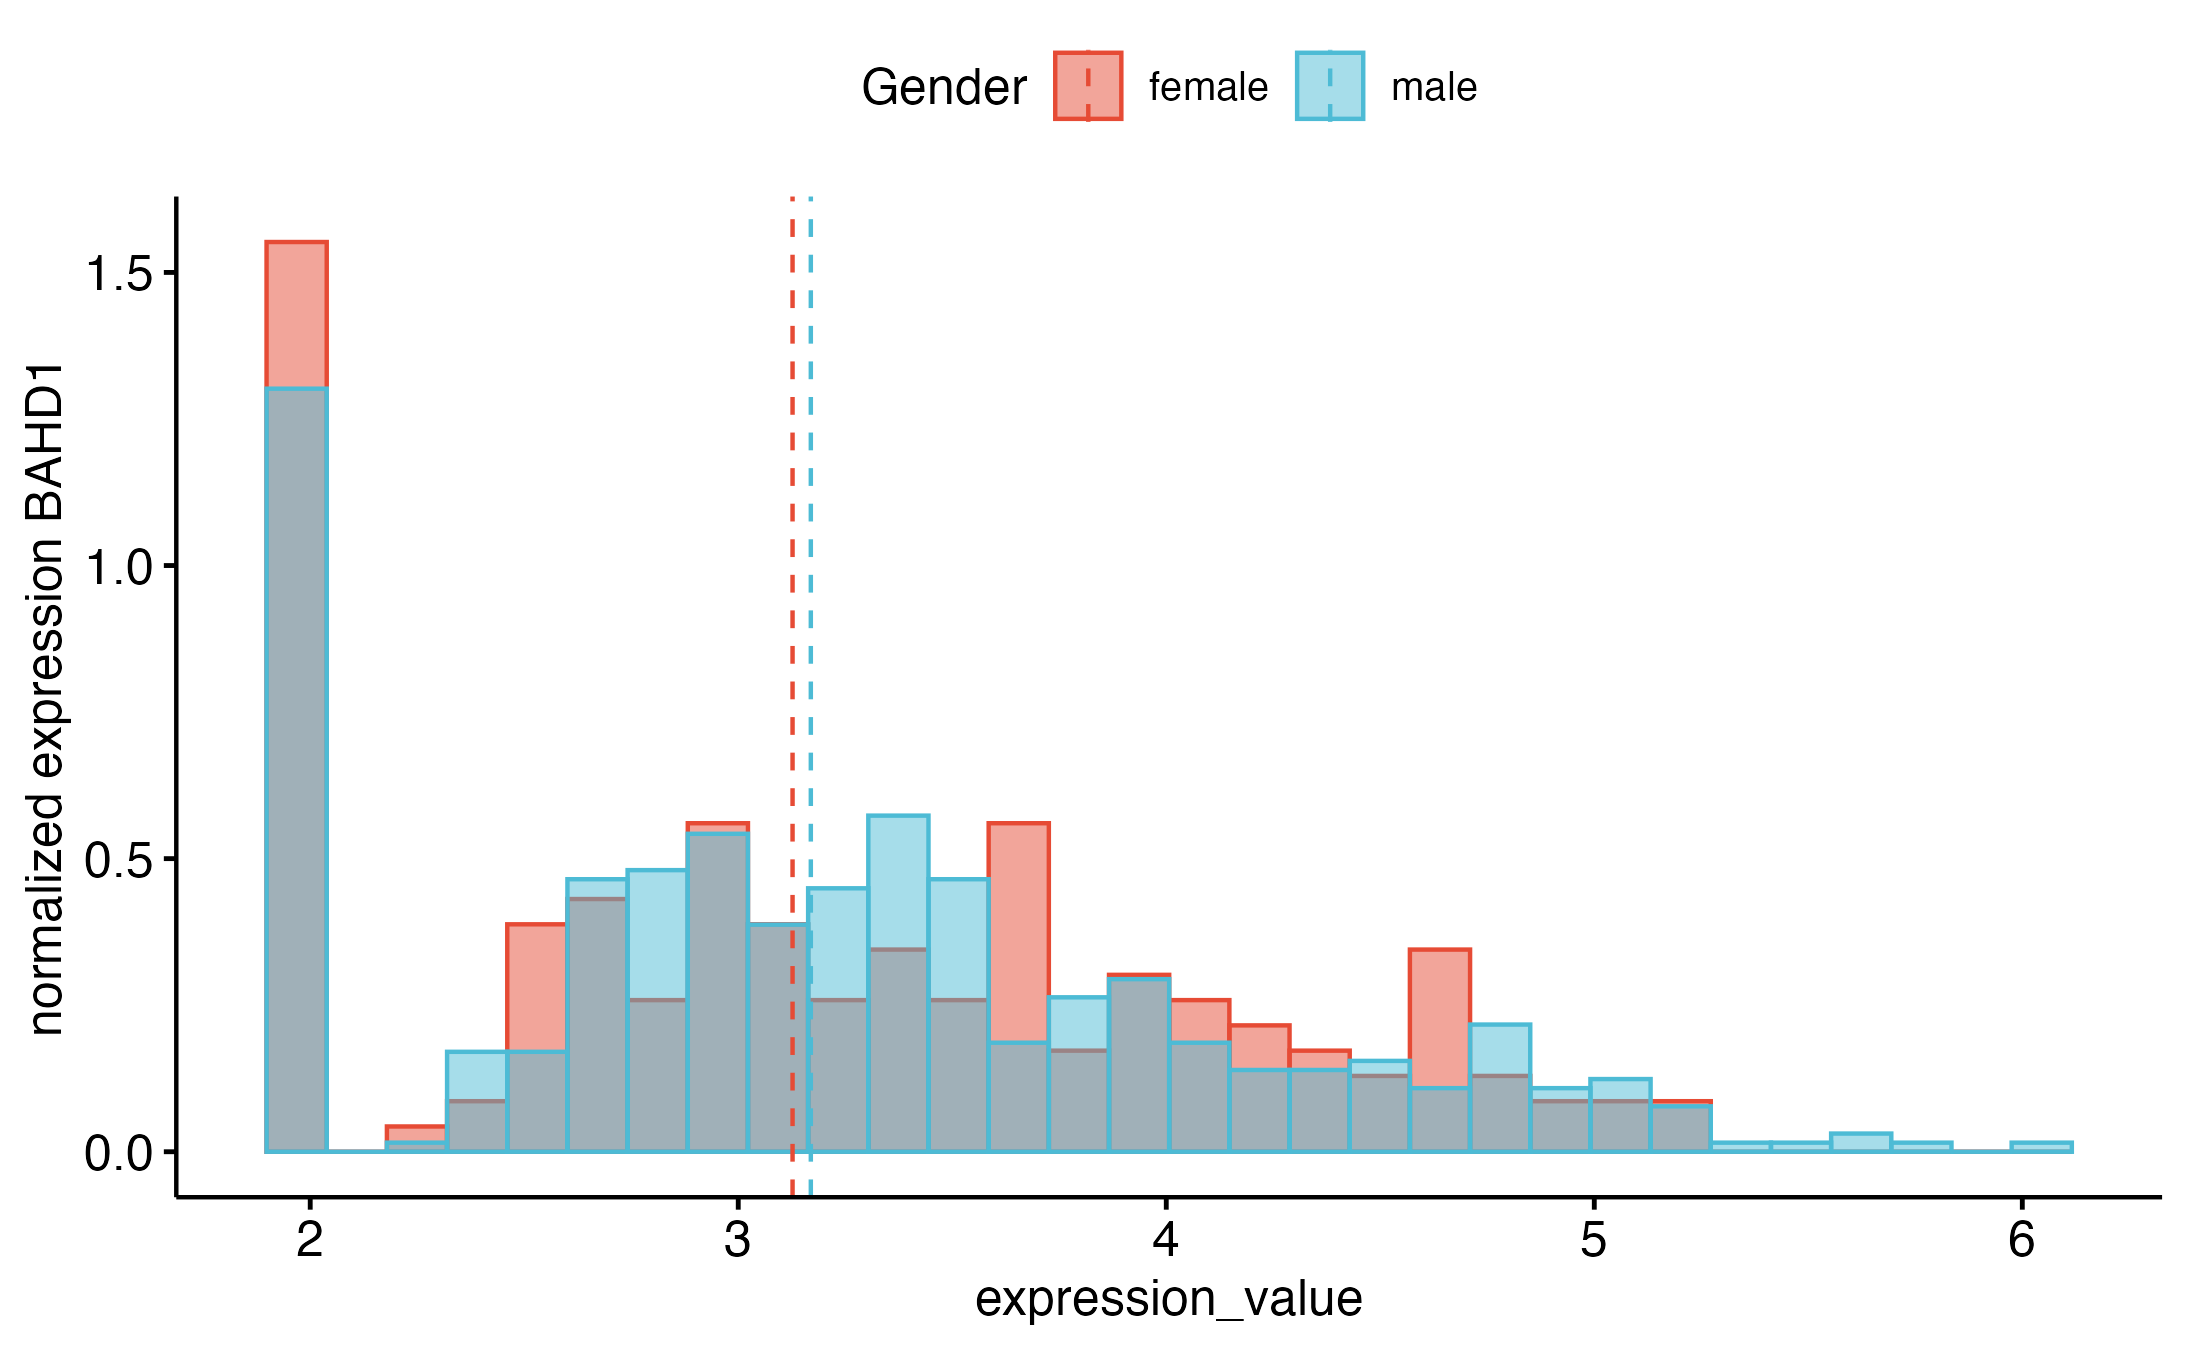 Gender female male
normalized expression BAHD1
1.5
1.0
0.5
0.0
2 3 4 5 6
expression_value